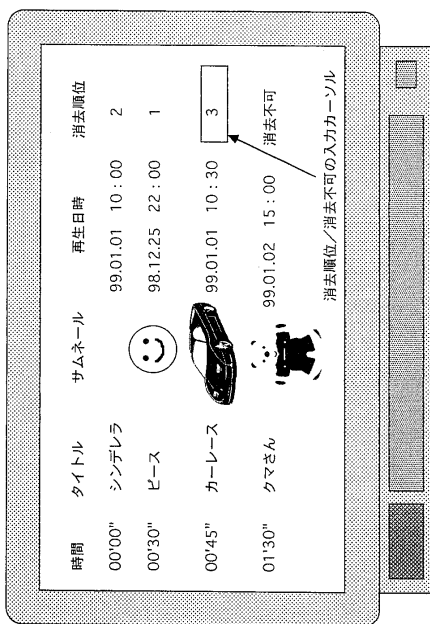 時間 タイトル サムネール 再生日時 消去順位
00'00" シンデレラ 99.01.01 10:00 2
00'30" ピース 98.12.25 22:00 1
00'45" カーレース 99.01.01 10:30 3
01'30" クマさん 99.01.02 15:00 消去不可
消去順位/消去不可の入力カーソル